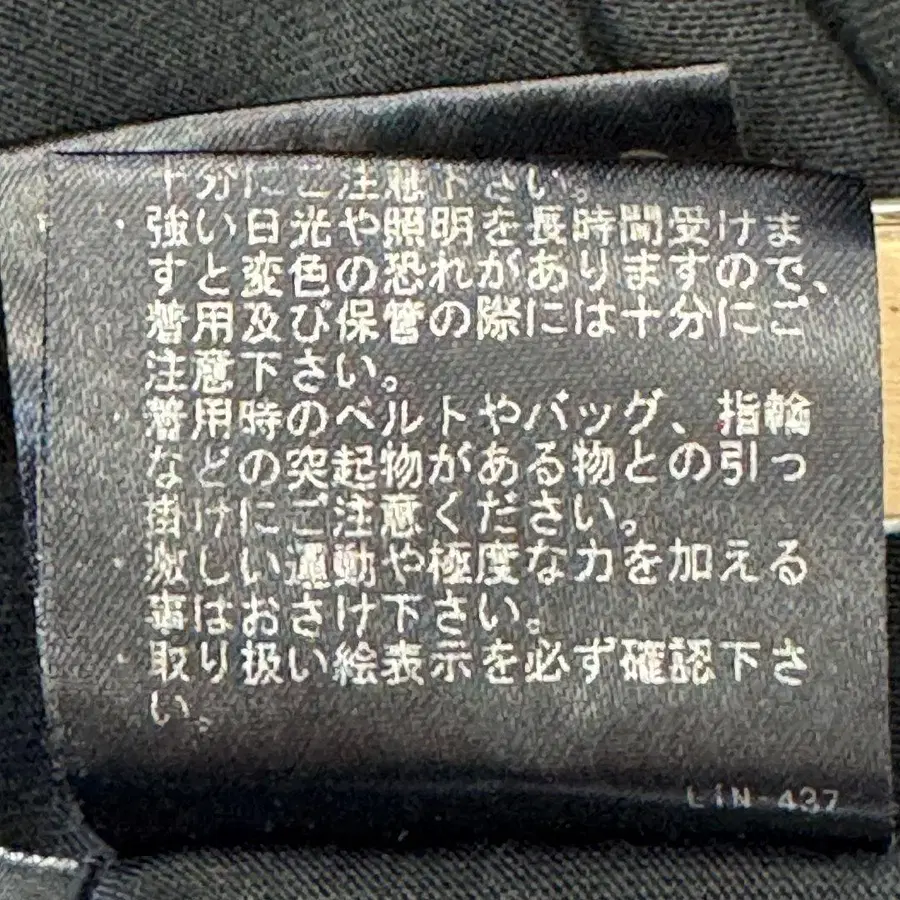 十分にご注意下さい。
・強い日光や照明を長時間受けま
すと変色の恐れがありますので、
着用及び保管の際には十分にご
注意下さい。
・着用時のベルトやバッグ、指輪
などの突起物がある物との引っ
掛けにご注意ください。
・激しい運動や極度な力を加える
事はおさけ下さい。
・取り扱い絵表示を必ず確認下さ
い。
LiN-437